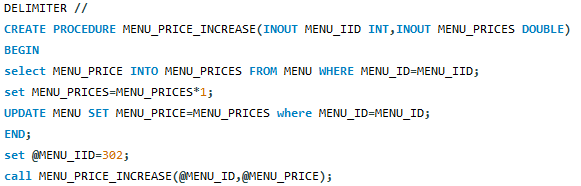 DELIMITER //
CREATE PROCEDURE MENU_PRICE_INCREASE(INOUT MENU_IID INT,INOUT MENU_PRICES DOUBLE)
BEGIN
select MENU_PRICE INTO MENU_PRICES FROM MENU WHERE MENU_ID=MENU_IID;
set MENU_PRICES=MENU_PRICES*1;
UPDATE MENU SET MENU_PRICE=MENU_PRICES where MENU_ID=MENU_ID;
END;
set @MENU_IID=302;
call MENU_PRICE_INCREASE(@MENU_ID,@MENU_PRICE);